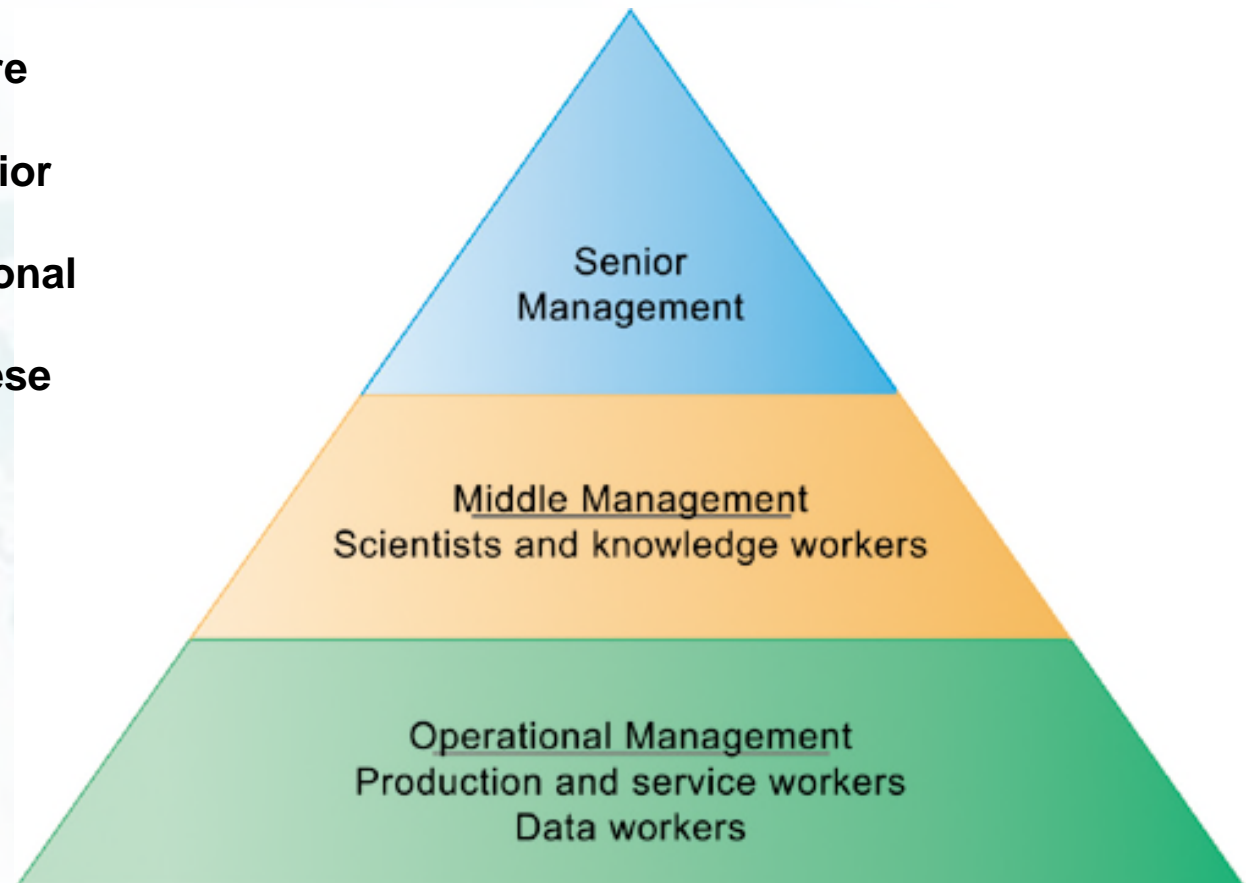 re
ior
onal
ese
Senior
Management
Middle Management
Scientists and knowledge workers
Operational Management
Production and service workers
Data workers